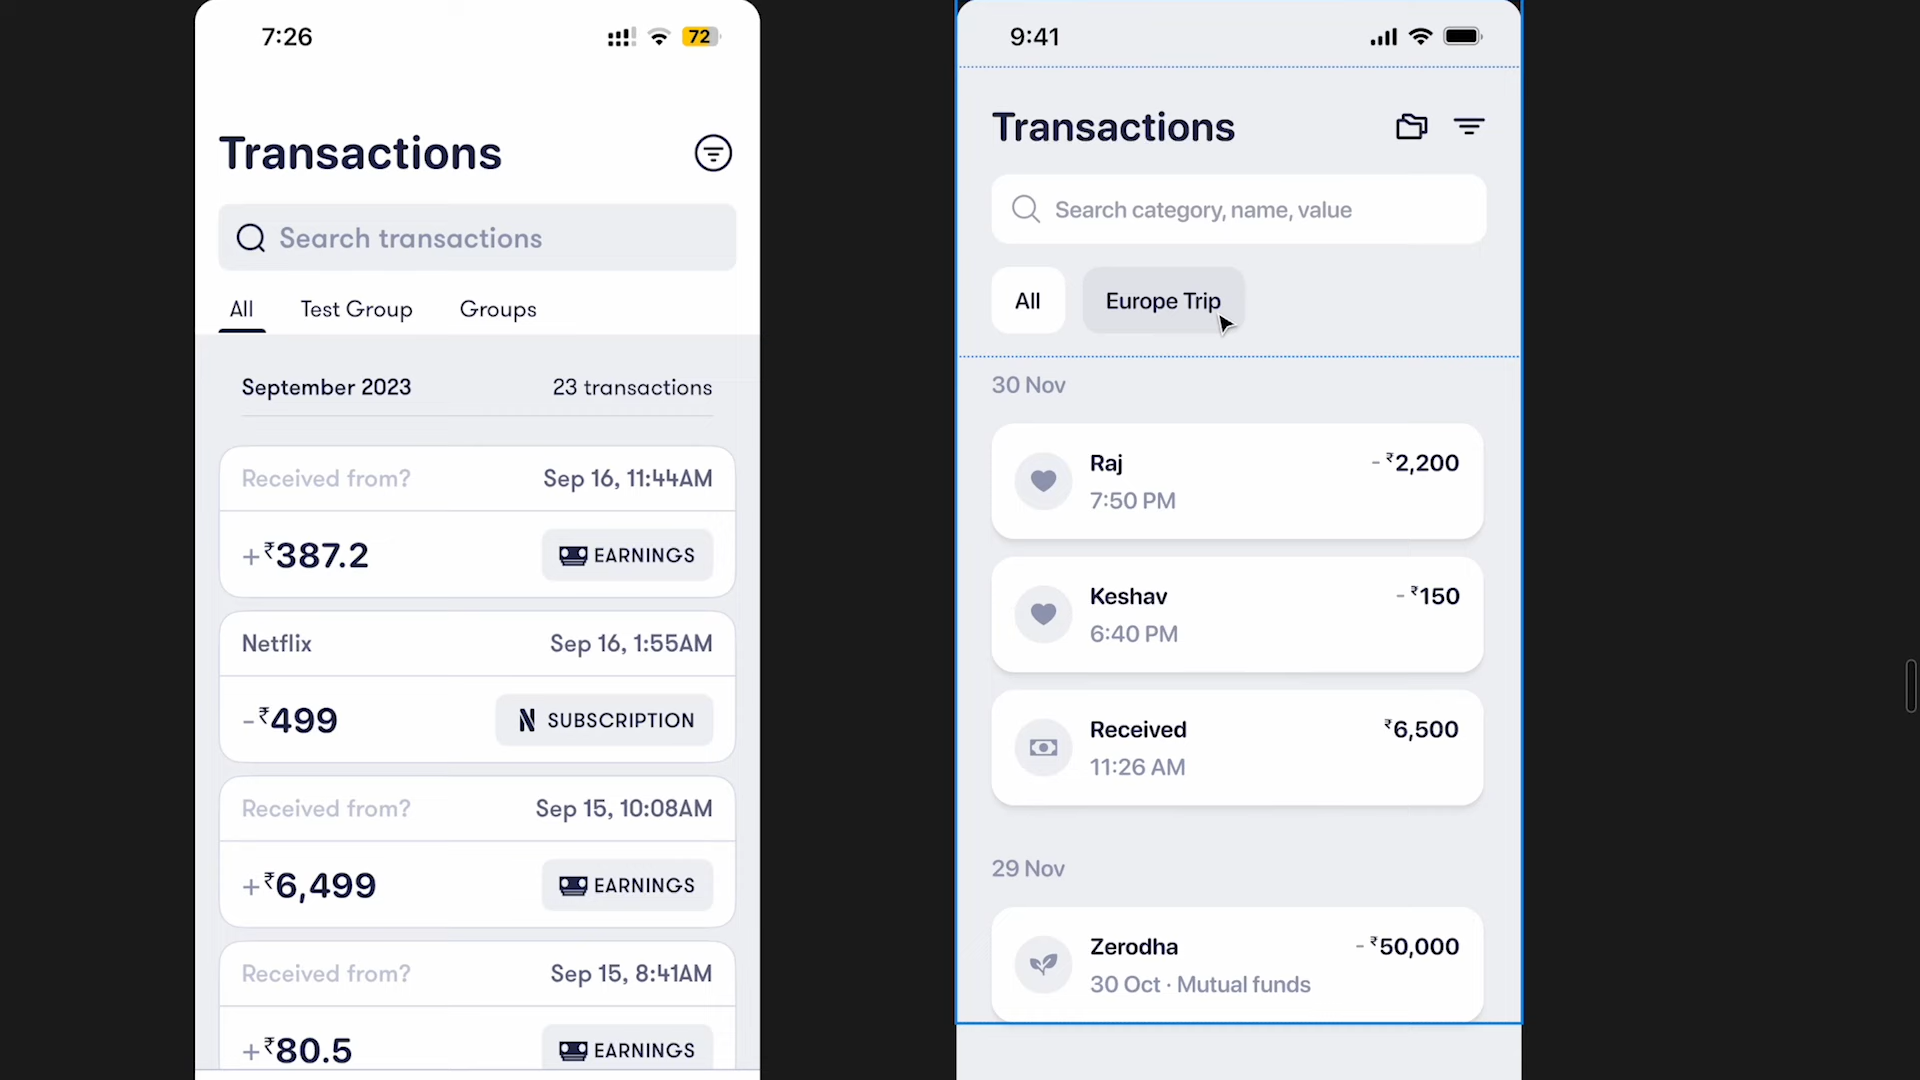 7:26
72
Transactions
Search transactions
All Test Group Groups
September 2023 23 transactions
Received from? Sep 16, 11:44AM
+₹387.2 EARNINGS
Netflix Sep 16, 1:55AM
-₹499 N SUBSCRIPTION
Received from? Sep 15, 10:08AM
+₹6,499 EARNINGS
Received from? Sep 15, 8:41AM
+₹80.5 EARNINGS
9:41
Transactions
Search category, name, value
All Europe Trip
30 Nov
Raj - ₹2,200
7:50 PM
Keshav - ₹150
6:40 PM
Received ₹6,500
11:26 AM
29 Nov
Zerodha - ₹50,000
30 Oct · Mutual funds